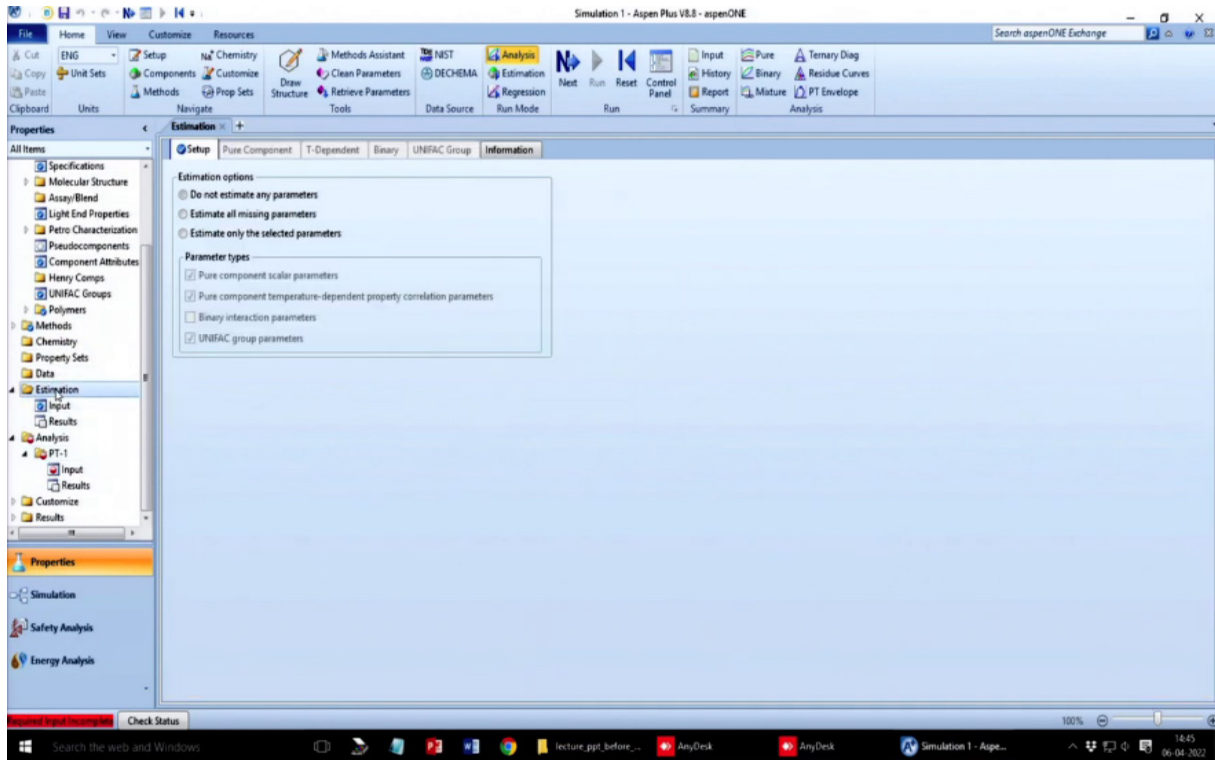 Simulation 1 - Aspen Plus V8.8 - aspenONE
File Home View Customize Resources
Search aspenONE Exchange
Cut ENG Setup Chemistry Methods Assistant NIST Analysis Input Pure Ternary Diag
Copy Unit Sets Components Customize Draw Structure Clean Parameters DECHEMA Estimation Next Run Reset Control Panel History Binary Residue Curves
Paste Methods Prop Sets Retrieve Parameters Regression Report Mixture PT Envelope
Clipboard Units Navigate Tools Data Source Run Mode Run Summary Analysis
Properties
All Items
Specifications
Molecular Structure
Assay/Blend
Light End Properties
Petro Characterization
Pseudocomponents
Component Attributes
Henry Comps
UNIFAC Groups
Polymers
Methods
Chemistry
Property Sets
Data
Estimation
Input
Results
Analysis
PT-1
Input
Results
Customize
Results
Properties
Simulation
Safety Analysis
Energy Analysis
Estimation
Setup Pure Component T-Dependent Binary UNIFAC Group Information
Estimation options
Do not estimate any parameters
Estimate all missing parameters
Estimate only the selected parameters
Parameter types
Pure component scalar parameters
Pure component temperature-dependent property correlation parameters
Binary interaction parameters
UNIFAC group parameters
Required Input Incomplete Check Status
100%
Search the web and Windows
lecture_ppt_before_...
AnyDesk
AnyDesk
Simulation 1 - Aspe...
14:45
06-04-2022